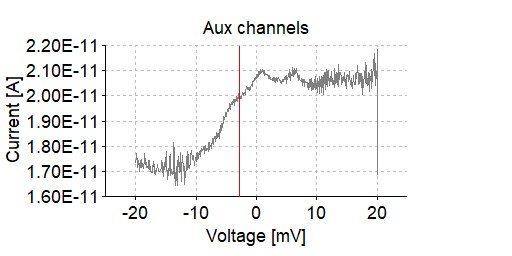 Aux channels
Current [A]
2.20E-11
2.10E-11
2.00E-11
1.90E-11
1.80E-11
1.70E-11
1.60E-11
-20 -10 0 10 20
Voltage [mV]